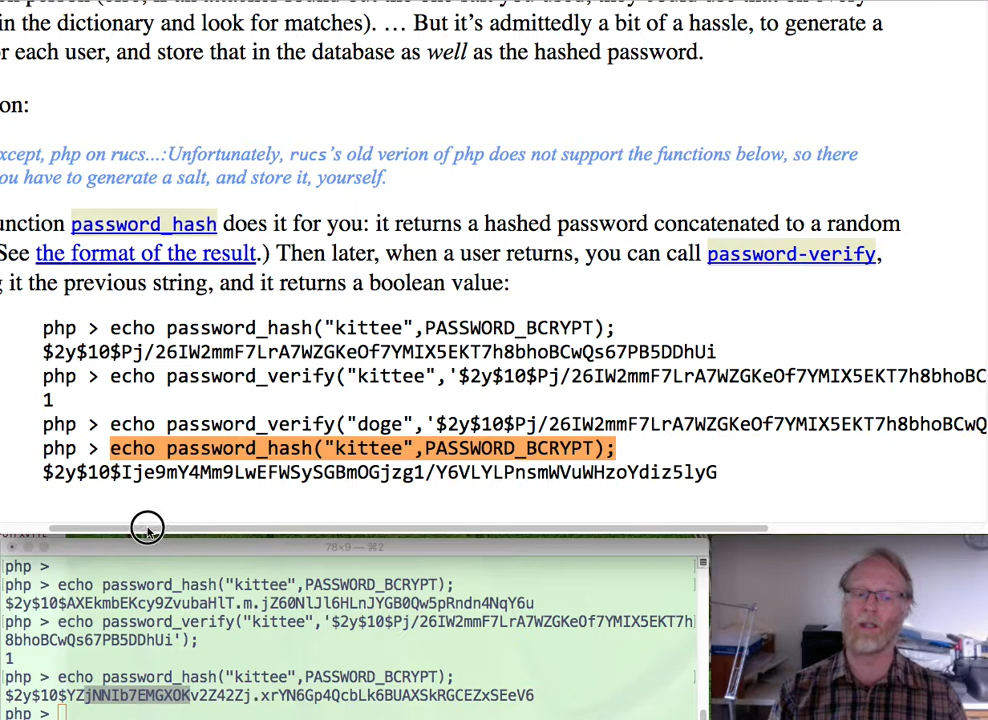 in the dictionary and look for matches). … But it's admittedly a bit of a hassle, to generate a
r each user, and store that in the database as well as the hashed password.
on:
xcept, php on rucs...:Unfortunately, rucs's old verion of php does not support the functions below, so there
ou have to generate a salt, and store it, yourself.
unction password_hash does it for you: it returns a hashed password concatenated to a random
See the format of the result.) Then later, when a user returns, you can call password-verify,
g it the previous string, and it returns a boolean value:
php > echo password_hash("kittee",PASSWORD_BCRYPT);
$2y$10$Pj/26IW2mmF7LrA7WZGKeOf7YMIX5EKT7h8bhoBCwQs67PB5DDhUi
php > echo password_verify("kittee",'$2y$10$Pj/26IW2mmF7LrA7WZGKeOf7YMIX5EKT7h8bhoBC
1
php > echo password_verify("doge",'$2y$10$Pj/26IW2mmF7LrA7WZGKeOf7YMIX5EKT7h8bhoBCwQ
php > echo password_hash("kittee",PASSWORD_BCRYPT);
$2y$10$Ije9mY4Mm9LwEFWSySGBmOGjzg1/Y6VLYLPnsmWVuWHzoYdiz5lyG
78×9 — ⌘2
php >
php > echo password_hash("kittee",PASSWORD_BCRYPT);
$2y$10$AXEkmbEKcy9ZvubaHlT.m.jZ60NlJl6HLnJYGB0Qw5pRndn4NqY6u
php > echo password_verify("kittee",'$2y$10$Pj/26IW2mmF7LrA7WZGKeOf7YMIX5EKT7h
8bhoBCwQs67PB5DDhUi');
1
php > echo password_hash("kittee",PASSWORD_BCRYPT);
$2y$10$YZjNNIb7EMGXOKv2Z42Zj.xrYN6Gp4QcbLk6BUAXSkRGCEZxSEeV6
php >